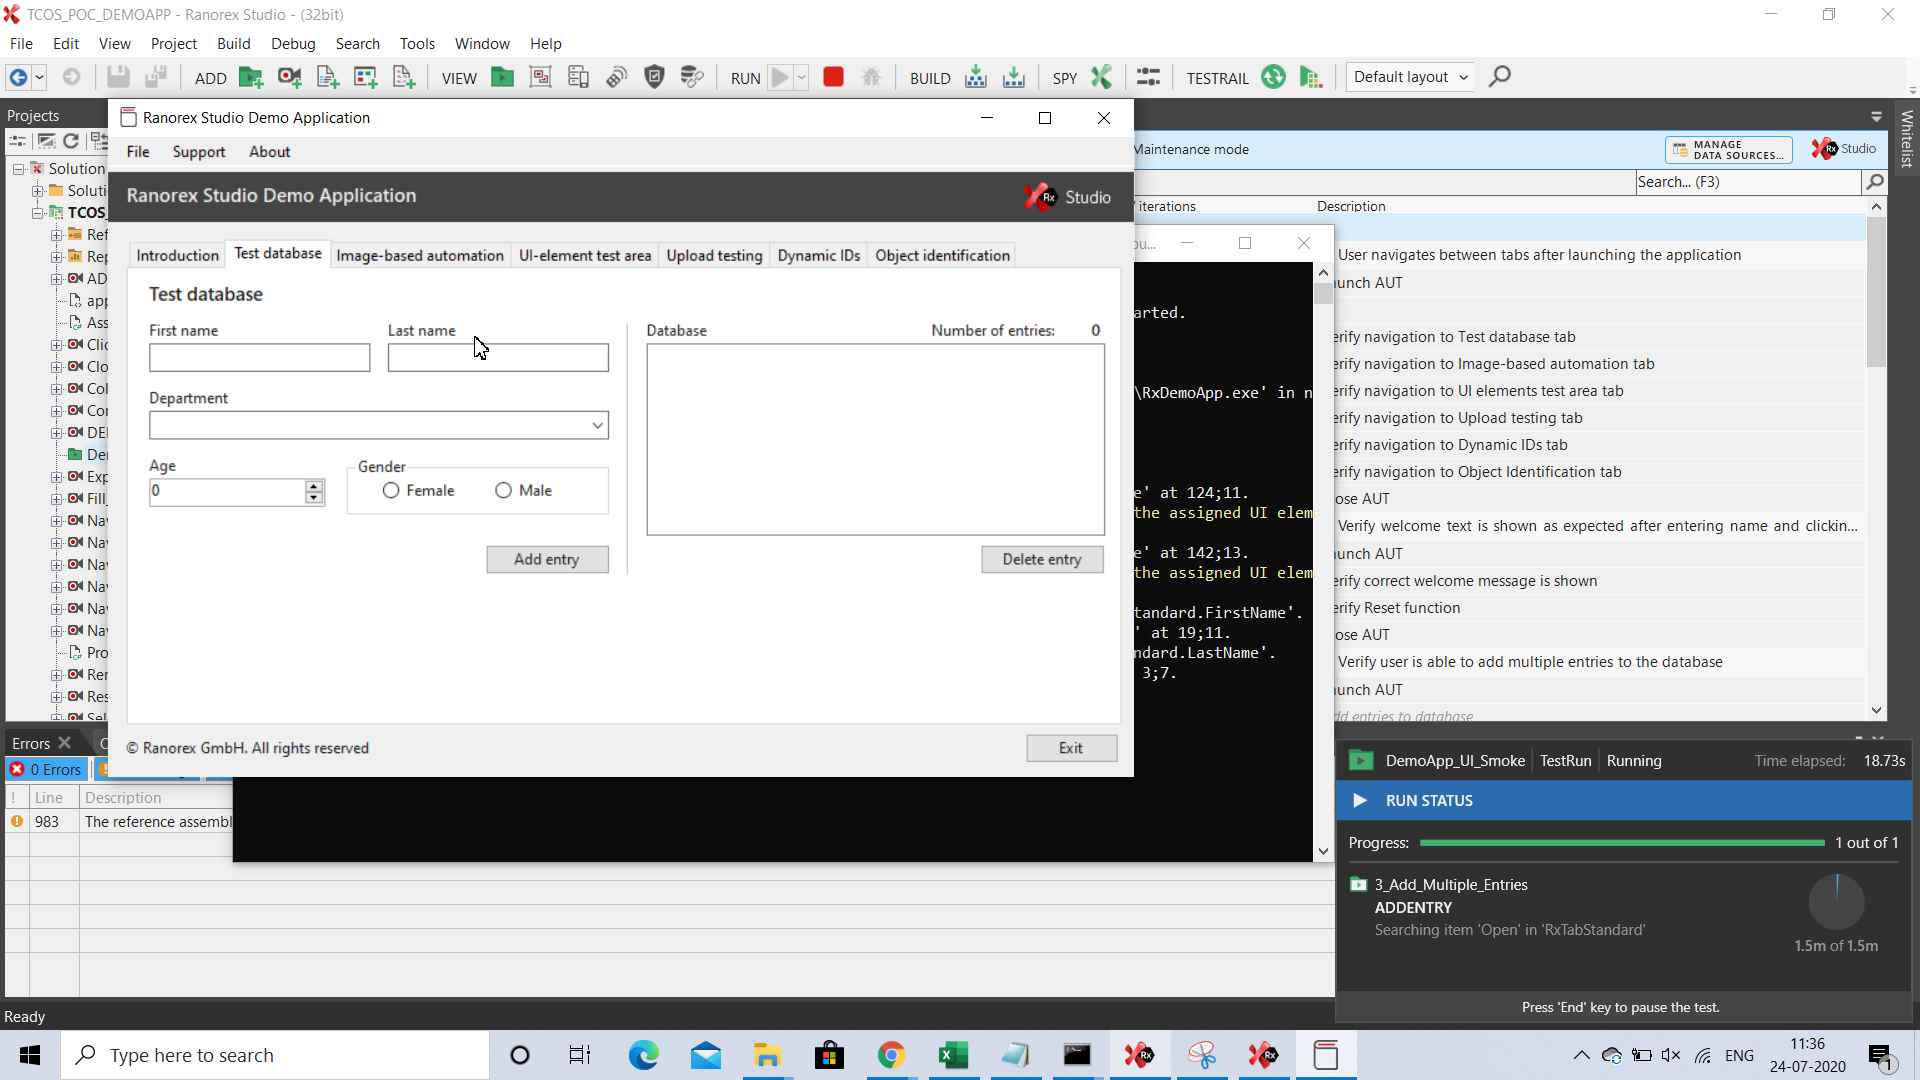 TCOS_POC_DEMOAPP - Ranorex Studio - (32bit)
File Edit View Project Build Debug Search Tools Window Help
ADD VIEW RUN BUILD SPY TESTRAIL Default layout
Projects
Solution
Soluti
TCOS_
Ref
Rep
AD
app
Ass
Clic
Clo
Col
Cor
DE
Der
Exp
Fill_
Nav
Nav
Nav
Nav
Nav
Nav
Pro
Rer
Res
Sel
Ranorex Studio Demo Application
File Support About
Ranorex Studio Demo Application
Rx Studio
Introduction Test database Image-based automation UI-element test area Upload testing Dynamic IDs Object identification
Test database
First name Last name
Department
Age
0
Gender
Female Male
Add entry
Database Number of entries: 0
Delete entry
© Ranorex GmbH. All rights reserved
Exit
Maintenance mode
MANAGE
DATA SOURCES...
Rx Studio
Whitelist
Search... (F3)
iterations Description
User navigates between tabs after launching the application
unch AUT
erify navigation to Test database tab
erify navigation to Image-based automation tab
erify navigation to UI elements test area tab
erify navigation to Upload testing tab
erify navigation to Dynamic IDs tab
erify navigation to Object Identification tab
ose AUT
Verify welcome text is shown as expected after entering name and clickin...
unch AUT
erify correct welcome message is shown
erify Reset function
ose AUT
Verify user is able to add multiple entries to the database
unch AUT
dd entries to database
ou...
arted.
\RxDemoApp.exe' in n
e' at 124;11.
the assigned UI elem
e' at 142;13.
the assigned UI elem
tandard.FirstName'.
' at 19;11.
ndard.LastName'.
3;7.
Errors
0 Errors
! Line Description
983 The reference assembl
DemoApp_UI_Smoke TestRun Running Time elapsed: 18.73s
RUN STATUS
Progress: 1 out of 1
3_Add_Multiple_Entries
ADDENTRY
Searching item 'Open' in 'RxTabStandard'
1.5m of 1.5m
Press 'End' key to pause the test.
Ready
Type here to search
ENG
11:36
24-07-2020
1